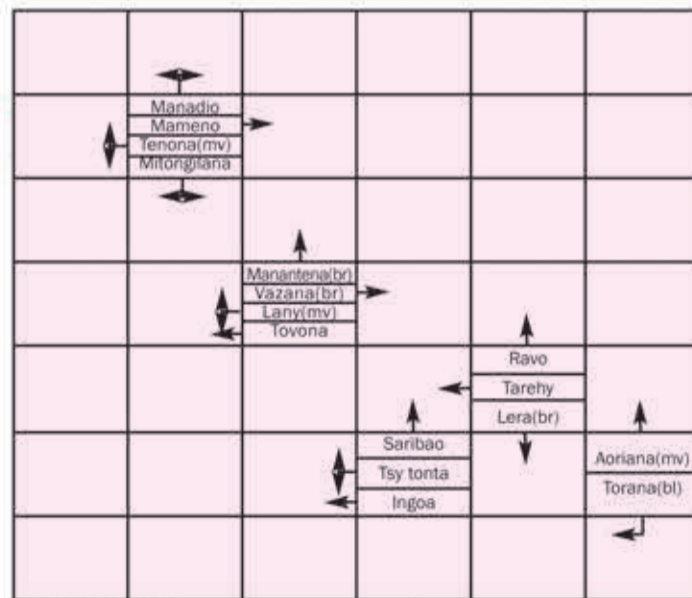 Manadio
Mameno
Tenona(mv)
Mitongilana
Manantena(br)
Vazana(br)
Lany(mv)
Tovona
Ravo
Tarehy
Lera(br)
Saribao
Tsy tonta
Ingoa
Aoriana(mv)
Torana(bl)